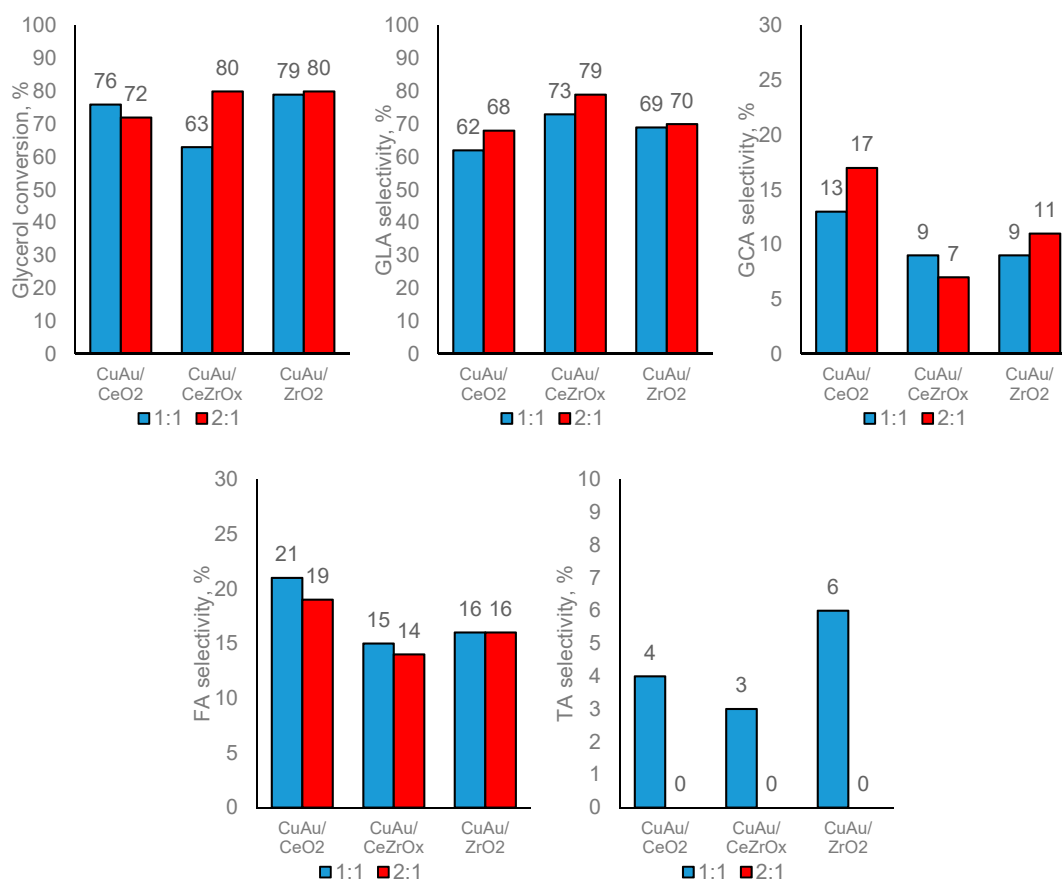 Glycerol conversion, %
100
90
80
70
60
50
40
30
20
10
0
76
72
63
80
79
80
CuAu/
CeO2
CuAu/
CeZrOx
CuAu/
ZrO2
1:1 2:1
GLA selectivity, %
100
90
80
70
60
50
40
30
20
10
0
62
68
73
79
69
70
CuAu/
CeO2
CuAu/
CeZrOx
CuAu/
ZrO2
1:1 2:1
GCA selectivity, %
30
25
20
15
10
5
0
13
17
9
7
9
11
CuAu/
CeO2
CuAu/
CeZrOx
CuAu/
ZrO2
1:1 2:1
FA selectivity, %
30
25
20
15
10
5
0
21
19
15
14
16
16
CuAu/
CeO2
CuAu/
CeZrOx
CuAu/
ZrO2
1:1 2:1
TA selectivity, %
10
9
8
7
6
5
4
3
2
1
0
4
0
3
0
6
0
CuAu/
CeO2
CuAu/
CeZrOx
CuAu/
ZrO2
1:1 2:1